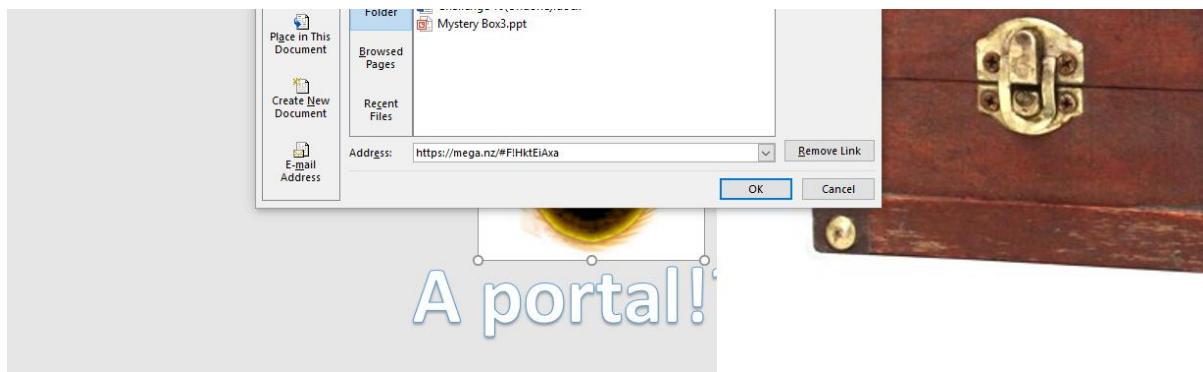 Folder
Mystery Box3.ppt
Place in This
Document
Browsed
Pages
Create New
Document
Recent
Files
Address:
https://mega.nz/#F!HktEiAxa
Remove Link
E-mail
Address
OK
Cancel
A portal!